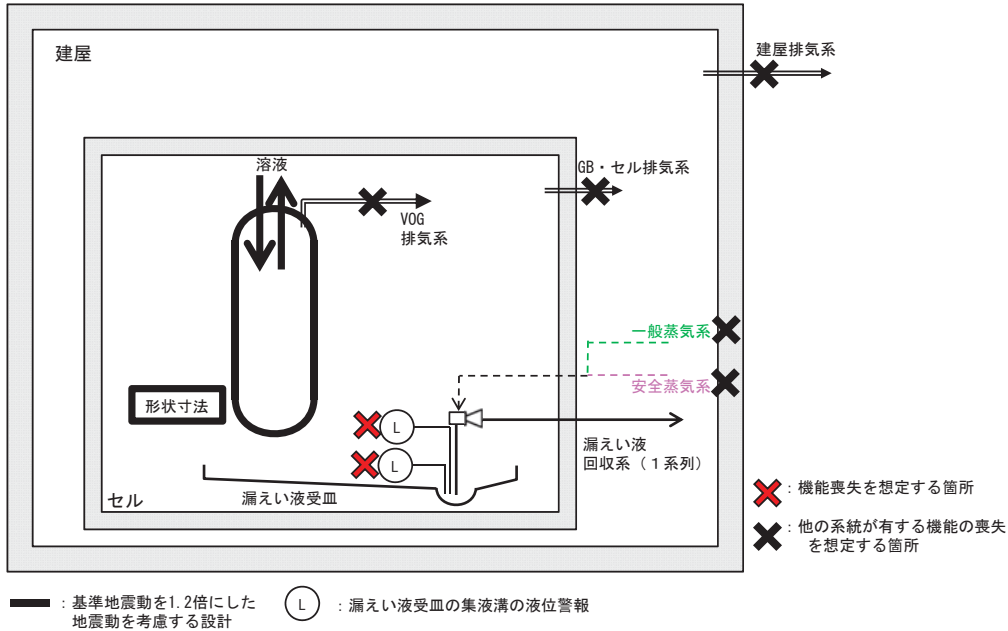 建屋
建屋排気系
溶液
GB・セル排気系
VOG
排気系
一般蒸気系
安全蒸気系
形状寸法
L
L
漏えい液
回収系（１系列）
漏えい液受皿
セル
：機能喪失を想定する箇所
：他の系統が有する機能の喪失
を想定する箇所
：基準地震動を1.2倍にした
地震動を考慮する設計
L
：漏えい液受皿の集液溝の液位警報